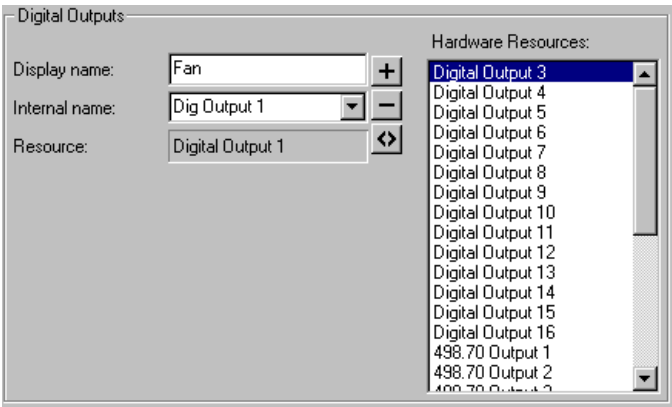 Digital Outputs
Display name: Fan
Internal name: Dig Output 1
Resource: Digital Output 1
Hardware Resources:
Digital Output 3
Digital Output 4
Digital Output 5
Digital Output 6
Digital Output 7
Digital Output 8
Digital Output 9
Digital Output 10
Digital Output 11
Digital Output 12
Digital Output 13
Digital Output 14
Digital Output 15
Digital Output 16
498.70 Output 1
498.70 Output 2